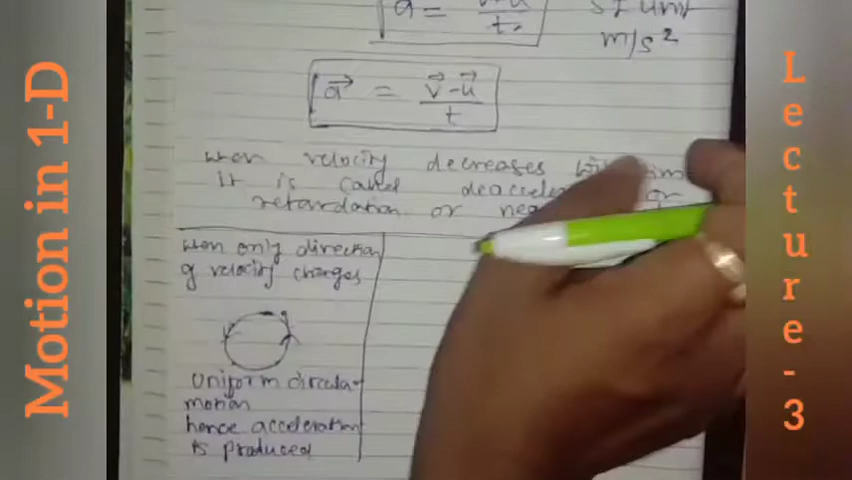 Motion in 1-D
a = v-u
t
SI unit
m/s²
a⃗ = v⃗ - u⃗
t
when velocity decreases
it is called
retardation or
when only direction
of velocity changes
Uniform circular
motion
hence acceleration
is produced
Lecture-3